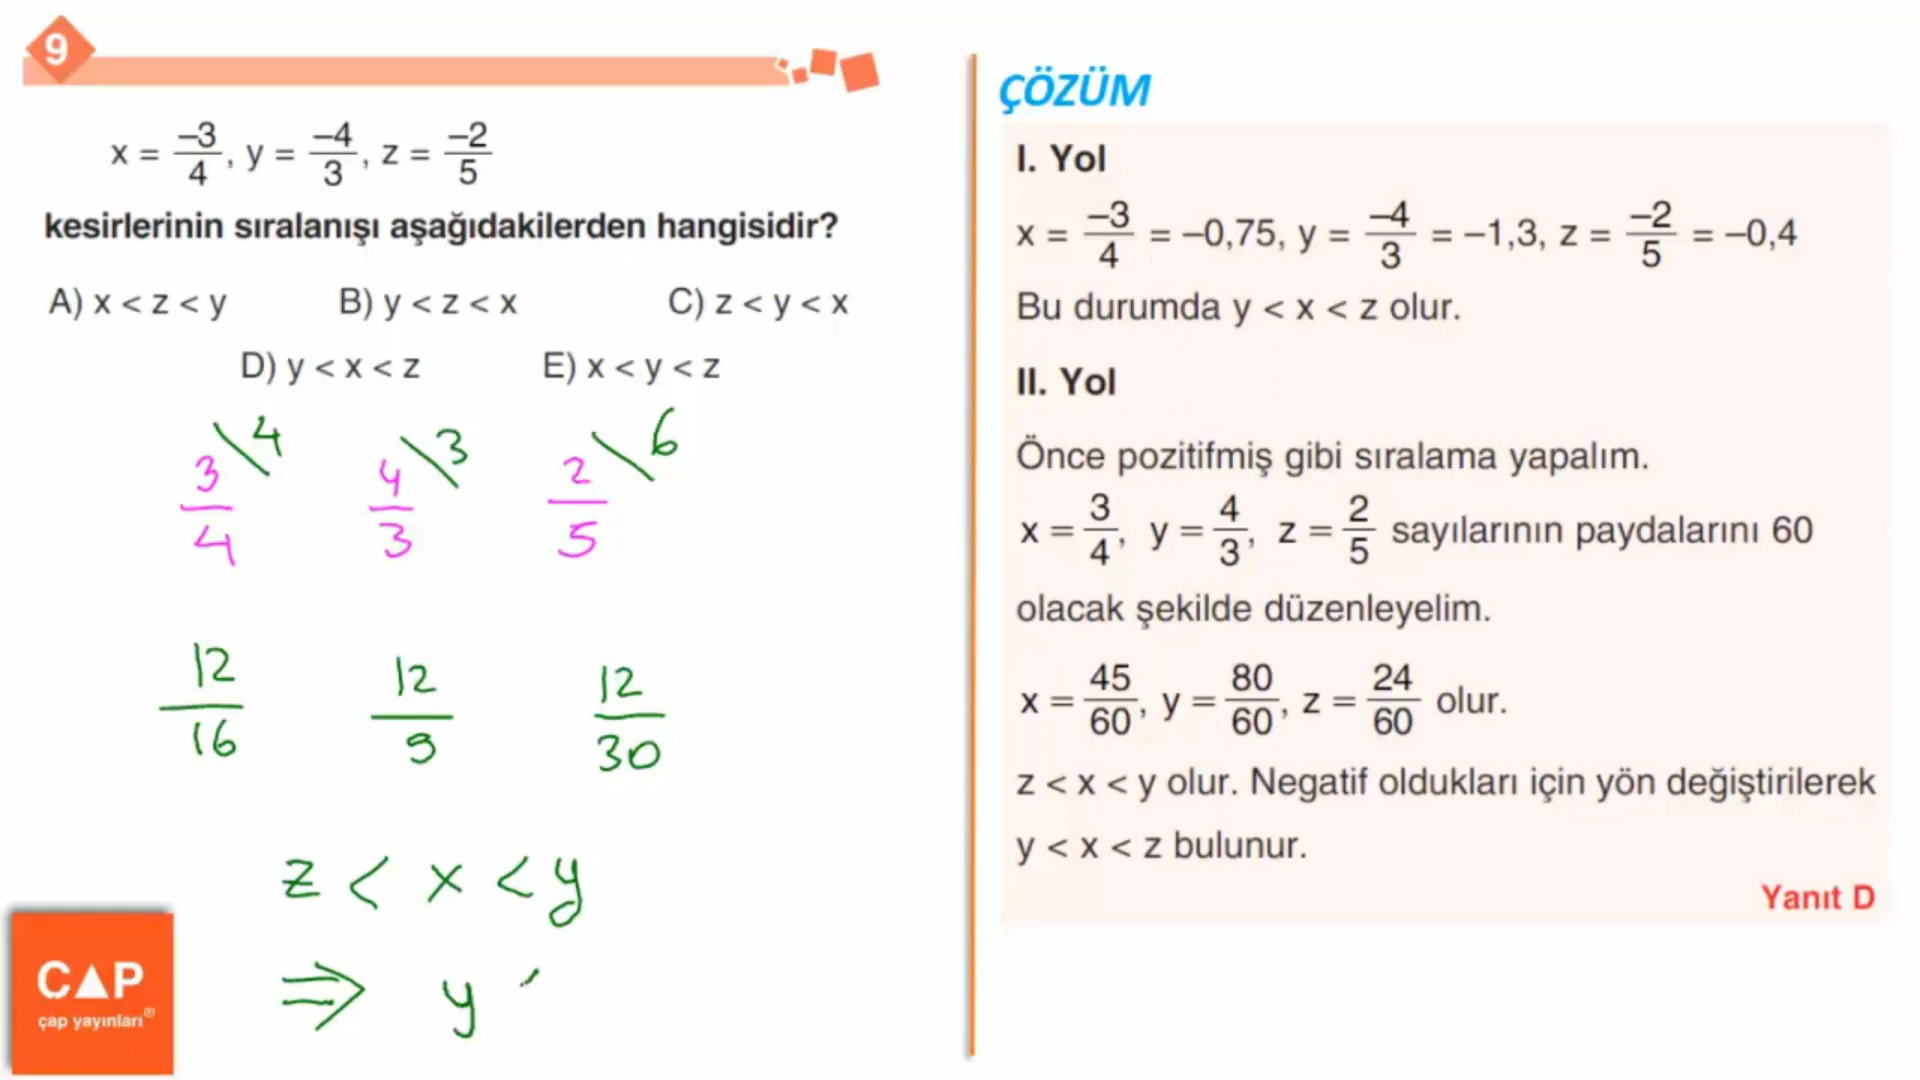 9
x = –3/4, y = –4/3, z = –2/5
kesirlerinin sıralanışı aşağıdakilerden hangisidir?
A) x < z < y B) y < z < x C) z < y < x
D) y < x < z E) x < y < z
3/4 \4 4/3 \3 2/5 \6
12/16 12/9 12/30
z < x < y
⇒ y
CAP
çap yayınları®
ÇÖZÜM
I. Yol
x = –3/4 = –0,75, y = –4/3 = –1,3, z = –2/5 = –0,4
Bu durumda y < x < z olur.
II. Yol
Önce pozitifmiş gibi sıralama yapalım.
x = 3/4, y = 4/3, z = 2/5 sayılarının paydalarını 60
olacak şekilde düzenleyelim.
x = 45/60, y = 80/60, z = 24/60 olur.
z < x < y olur. Negatif oldukları için yön değiştirilerek
y < x < z bulunur.
Yanıt D